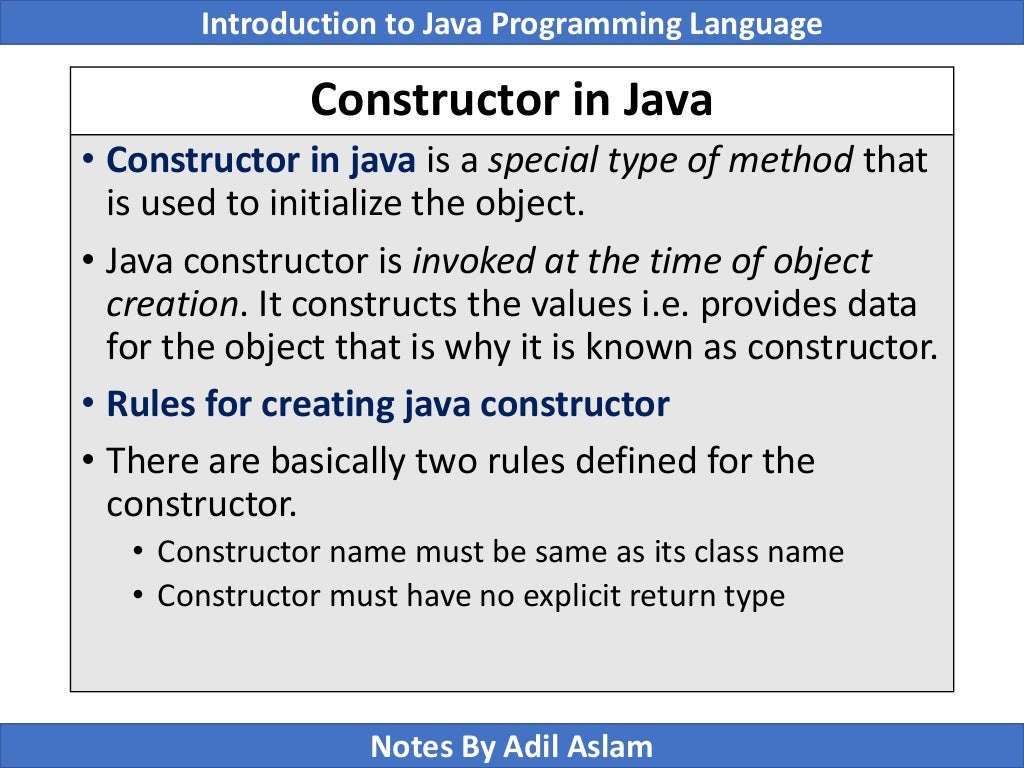 Introduction to Java Programming Language
Constructor in Java
• Constructor in java is a special type of method that
is used to initialize the object.
• Java constructor is invoked at the time of object
creation. It constructs the values i.e. provides data
for the object that is why it is known as constructor.
• Rules for creating java constructor
• There are basically two rules defined for the
constructor.
• Constructor name must be same as its class name
• Constructor must have no explicit return type
Notes By Adil Aslam